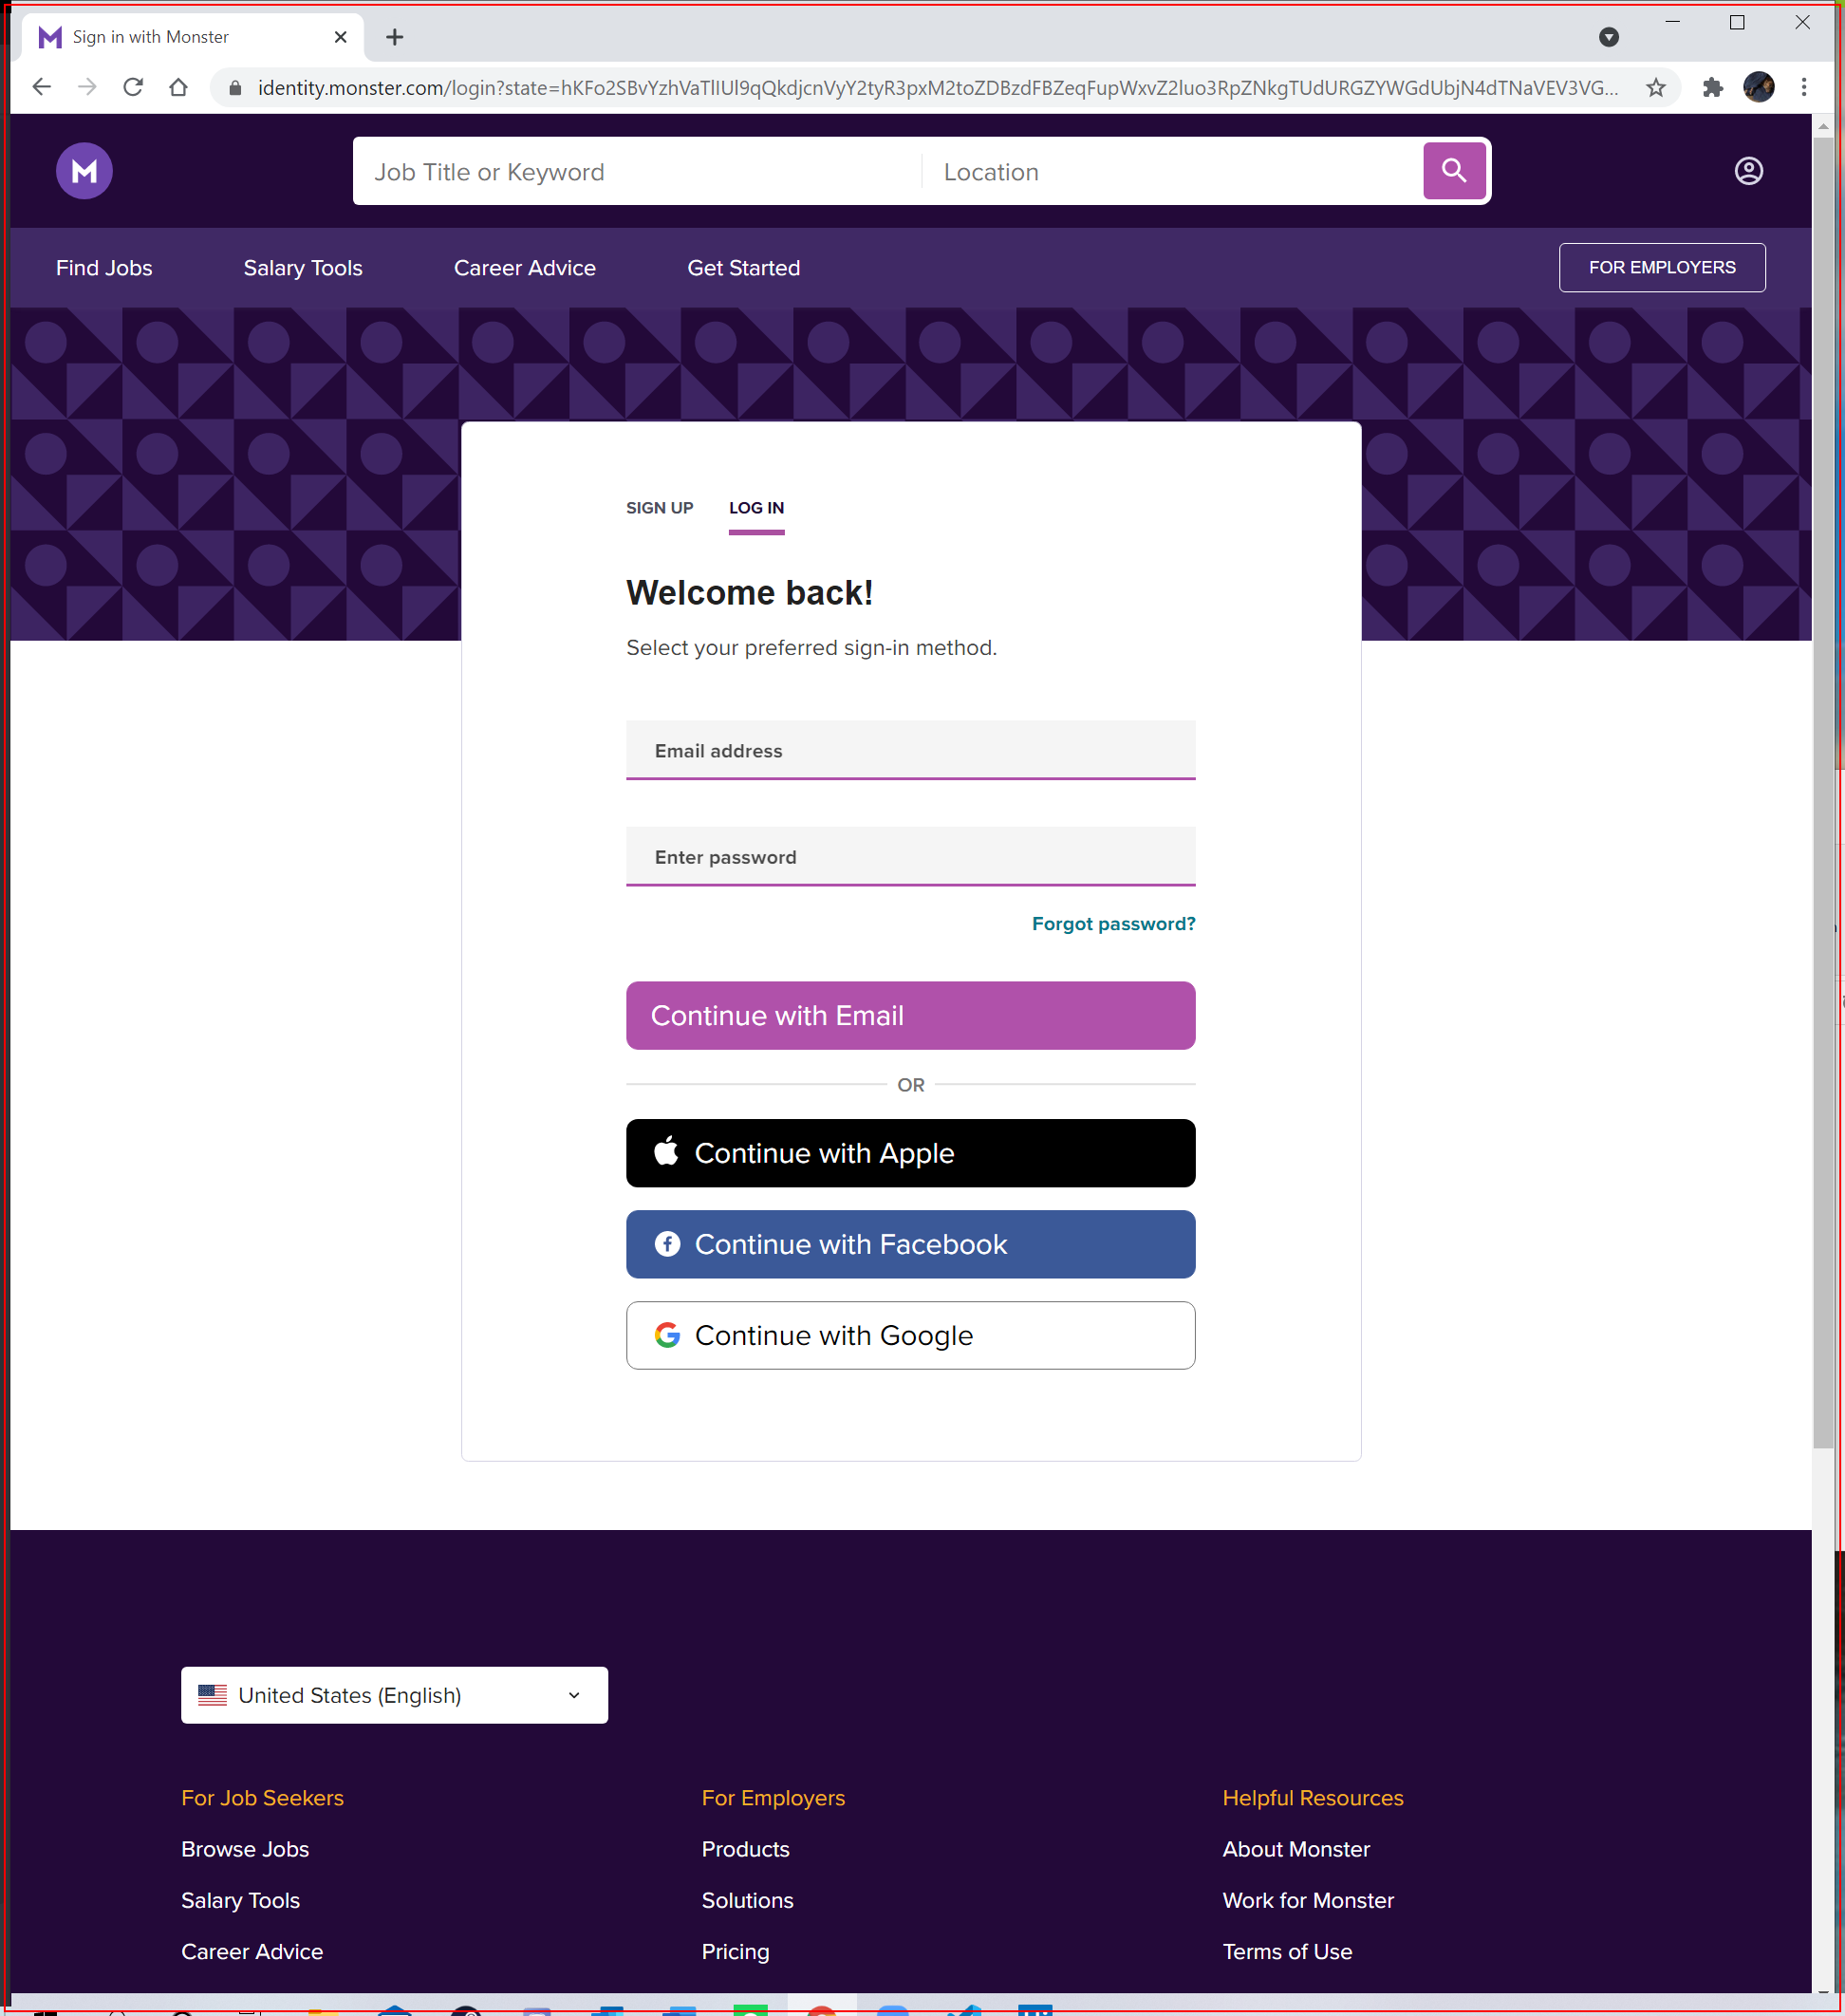 Sign in with Monster
identity.monster.com/login?state=hKFo2SBvYzhVaTlIUl9qQkdjcnVyY2tyR3pxM2toZDBzdFBZeqFupWxvZ2luo3RpZNkgTUdURGZYWGdUbjN4dTNaVEV3VG...
M
Job Title or Keyword Location
Find Jobs Salary Tools Career Advice Get Started FOR EMPLOYERS
SIGN UP LOG IN
Welcome back!
Select your preferred sign-in method.
Email address
Enter password
Forgot password?
Continue with Email
OR
Continue with Apple
Continue with Facebook
Continue with Google
United States (English)
For Job Seekers For Employers Helpful Resources
Browse Jobs Products About Monster
Salary Tools Solutions Work for Monster
Career Advice Pricing Terms of Use